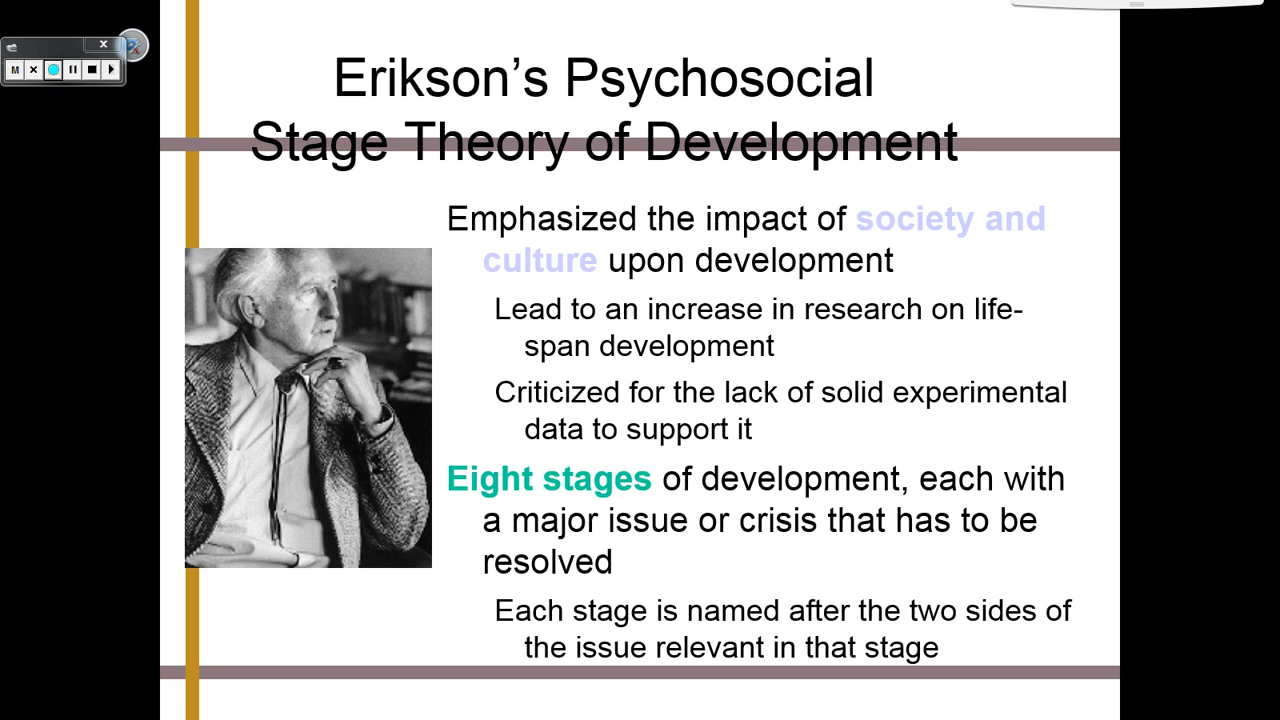 M
Erikson’s Psychosocial
Stage Theory of Development
Emphasized the impact of society and
culture upon development
Lead to an increase in research on life-
span development
Criticized for the lack of solid experimental
data to support it
Eight stages of development, each with
a major issue or crisis that has to be
resolved
Each stage is named after the two sides of
the issue relevant in that stage